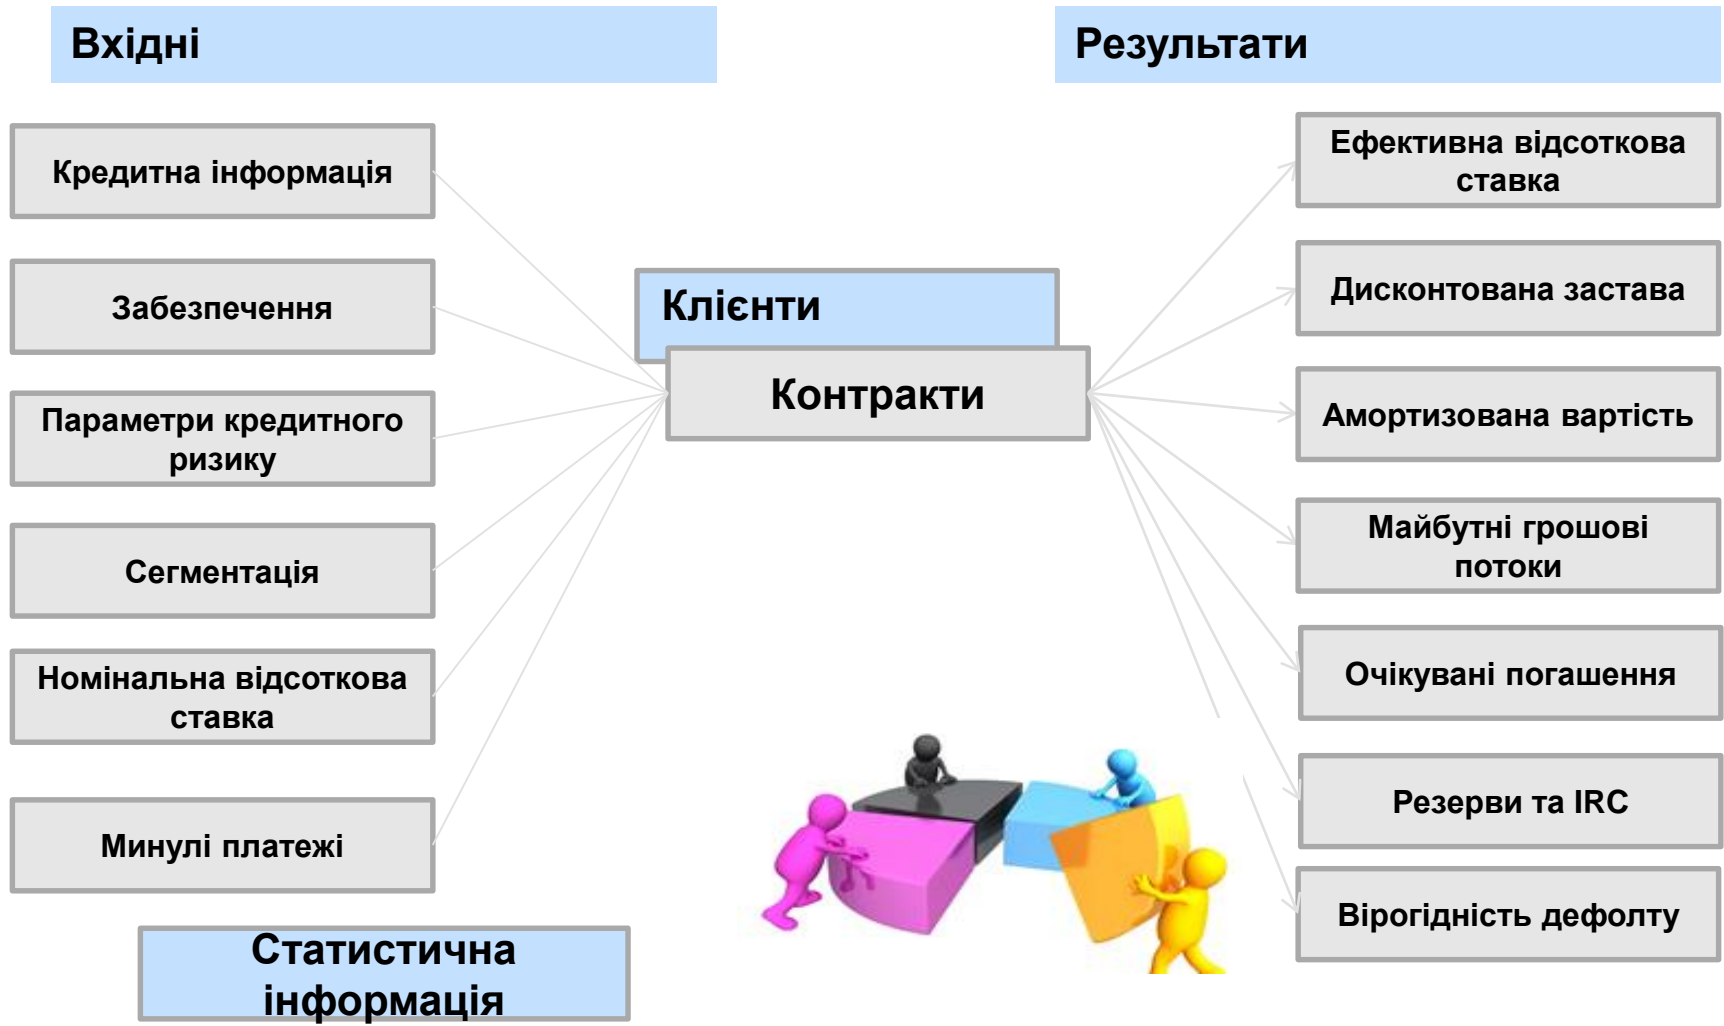 Вхідні
Результати
Кредитна інформація
Забезпечення
Параметри кредитного
ризику
Сегментація
Номінальна відсоткова
ставка
Минулі платежі
Статистична
інформація
Клієнти
Контракти
Ефективна відсоткова
ставка
Дисконтована застава
Амортизована вартість
Майбутні грошові
потоки
Очікувані погашення
Резерви та IRC
Вірогідність дефолту